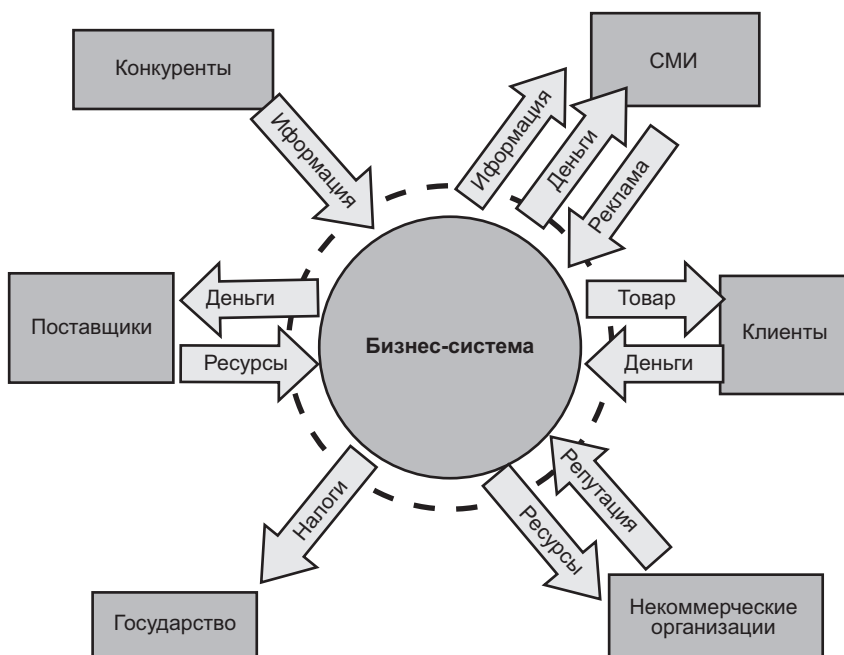 Конкуренты
СМИ
Иформация
Иформация
Деньги
Реклама
Поставщики
Деньги
Ресурсы
Бизнес-система
Товар
Деньги
Клиенты
Налоги
Ресурсы
Репутация
Государство
Некоммерческие
организации